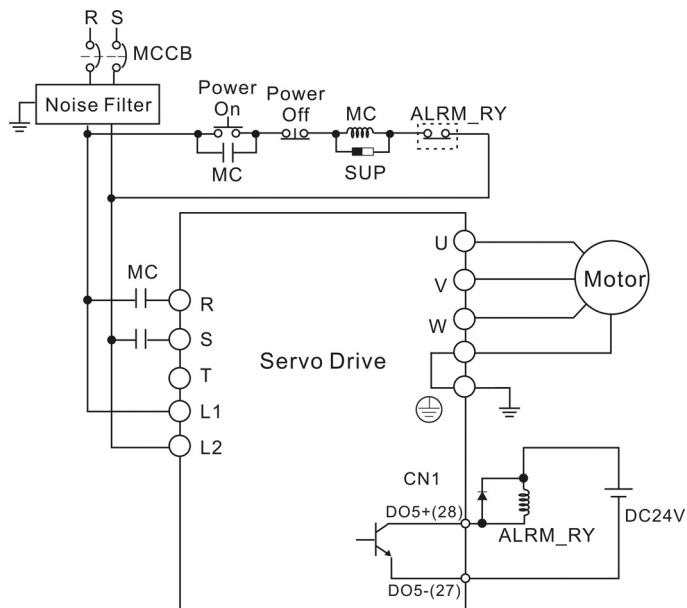 R S
MCCB
Noise Filter
Power On
Power Off
MC
ALRM_RY
MC
SUP
MC
R
S
T
L1
L2
Servo Drive
U
V
W
Motor
CN1
DO5+(28)
ALRM_RY
DC24V
DO5-(27)